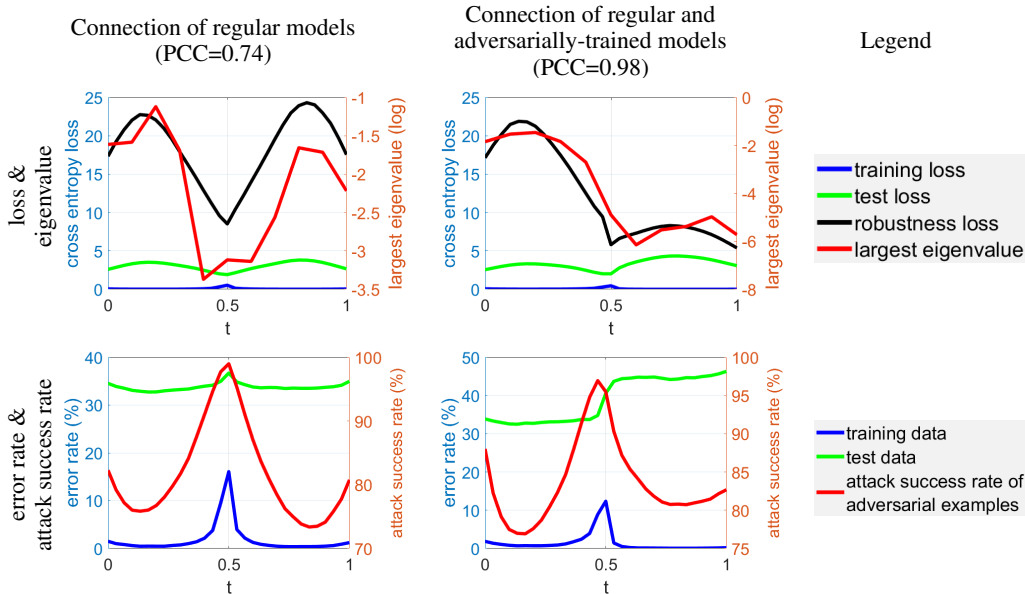 Connection of regular models
(PCC=0.74)
Connection of regular and
adversarially-trained models
(PCC=0.98)
Legend
loss &
eigenvalue
cross entropy loss
25
20
15
10
5
0
-1
-1.5
-2
-2.5
-3
-3.5
largest eigenvalue (log)
0
0.5
1
t
cross entropy loss
25
20
15
10
5
0
0
-2
-4
-6
-8
largest eigenvalue (log)
0
0.5
1
t
training loss
test loss
robustness loss
largest eigenvalue
error rate &
attack success rate
error rate (%)
40
30
20
10
0
100
90
80
70
attack success rate (%)
0
0.5
1
t
error rate (%)
50
40
30
20
10
0
100
95
90
85
80
75
attack success rate (%)
0
0.5
1
t
training data
test data
attack success rate of
adversarial examples